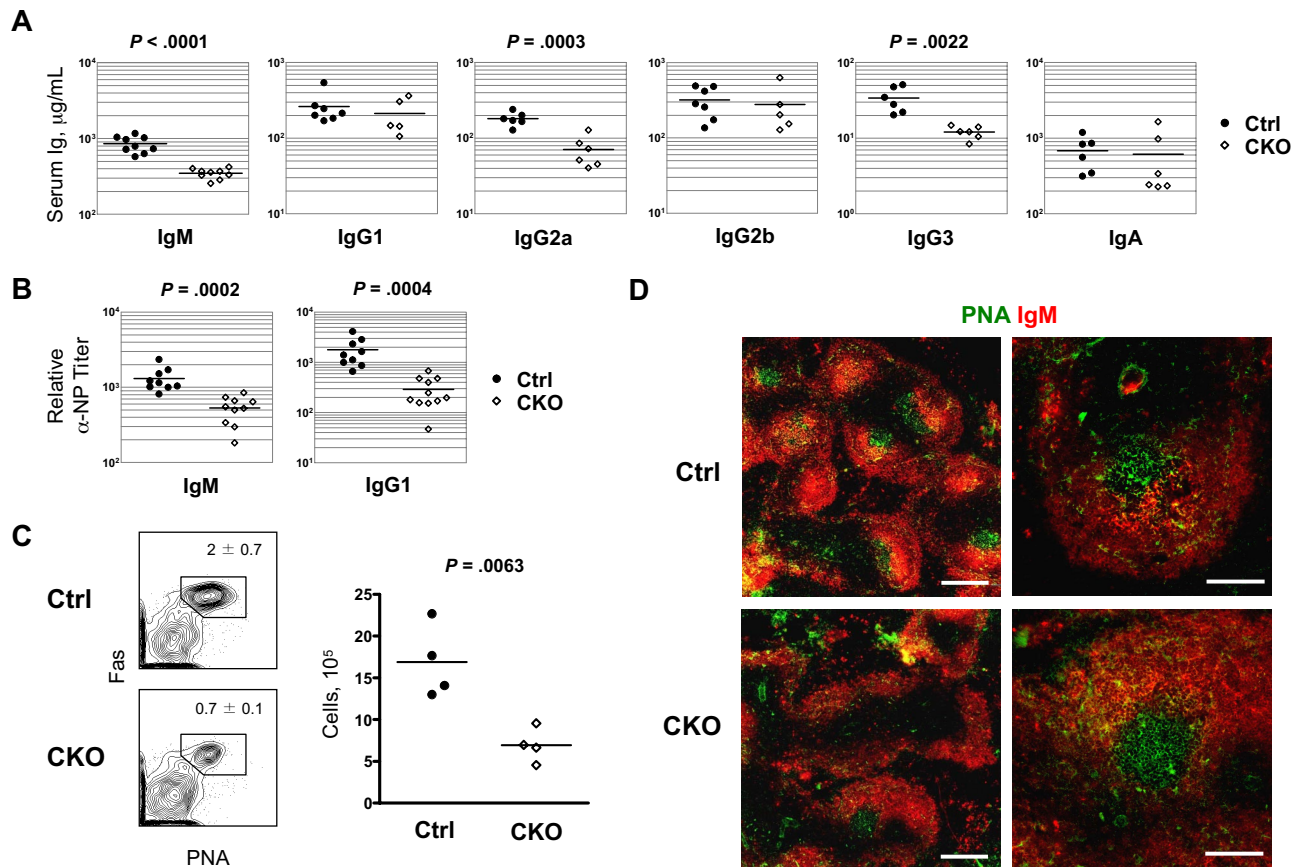 A
P < .0001
P = .0003
P = .0022
Serum Ig, µg/mL
10⁴
10³
10²
10³
10²
10¹
10³
10²
10¹
10³
10²
10¹
10²
10¹
10⁰
10⁴
10³
10²
IgM
IgG1
IgG2a
IgG2b
IgG3
IgA
Ctrl
CKO
B
P = .0002
P = .0004
Relative
α-NP Titer
10⁴
10³
10²
10⁴
10³
10²
10¹
IgM
IgG1
Ctrl
CKO
C
Ctrl
2 ± 0.7
CKO
0.7 ± 0.1
Fas
PNA
P = .0063
Cells, 10⁵
25
20
15
10
5
0
Ctrl
CKO
D
PNA IgM
Ctrl
CKO